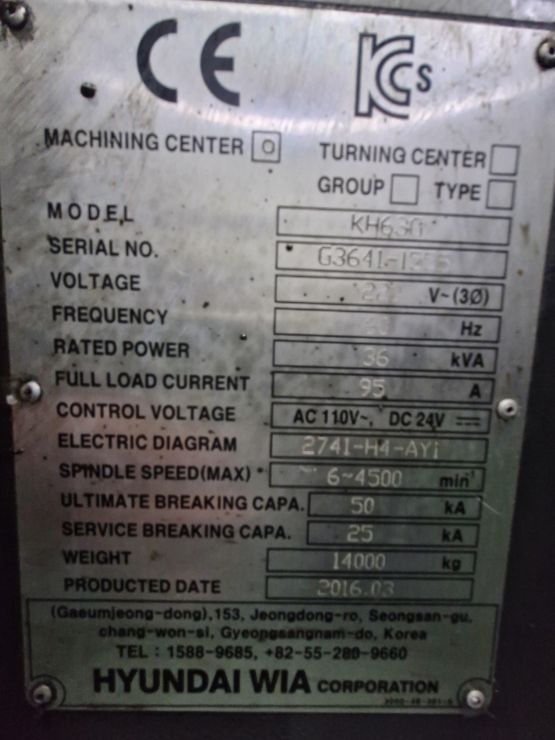 CE KCs
MACHINING CENTER O TURNING CENTER
GROUP TYPE
MODEL
SERIAL NO.
VOLTAGE V~(3Ø)
FREQUENCY Hz
RATED POWER 36 kVA
FULL LOAD CURRENT 95 A
CONTROL VOLTAGE AC 110V~, DC 24V
ELECTRIC DIAGRAM 2741-H4-AY1
SPINDLE SPEED(MAX) 6~4500 min
ULTIMATE BREAKING CAPA. 50 kA
SERVICE BREAKING CAPA. 25 kA
WEIGHT 14000 kg
PRODUCTED DATE 2016.03
(Gaeumjeong-dong),153, Jeongdong-ro, Seongsan-gu,
chang-won-si, Gyeongsangnam-do, Korea
TEL : 1588-9685, +82-55-280-9660
HYUNDAI WIA CORPORATION